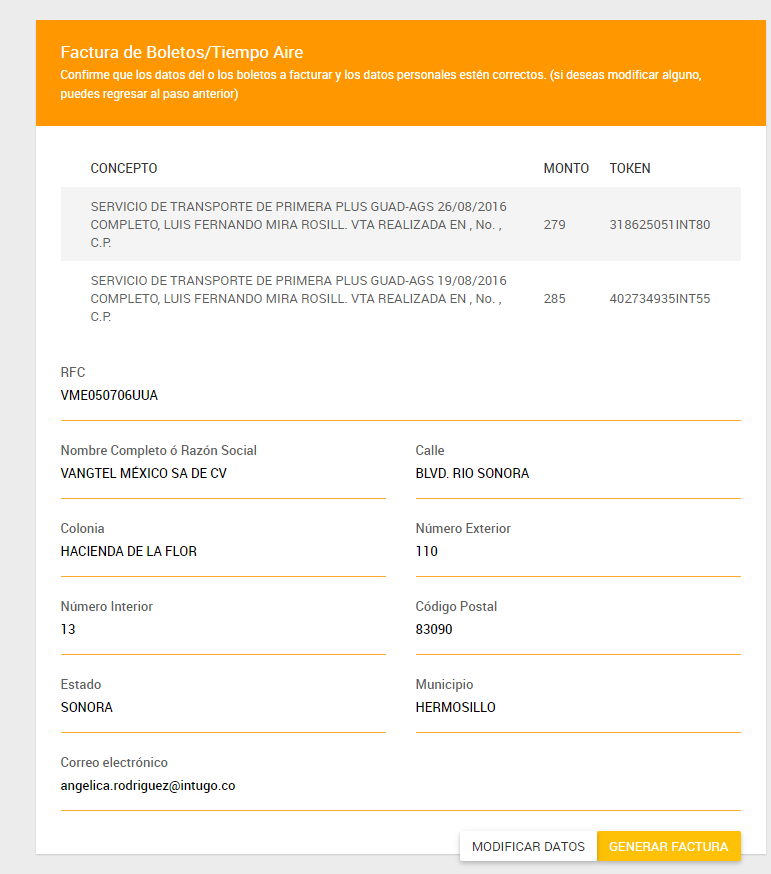 Factura de Boletos/Tiempo Aire
Confirme que los datos del o los boletos a facturar y los datos personales estén correctos. (si deseas modificar alguno,
puedes regresar al paso anterior)
CONCEPTO MONTO TOKEN
SERVICIO DE TRANSPORTE DE PRIMERA PLUS GUAD-AGS 26/08/2016
COMPLETO, LUIS FERNANDO MIRA ROSILL. VTA REALIZADA EN , No. , 279 318625051INT80
C.P.
SERVICIO DE TRANSPORTE DE PRIMERA PLUS GUAD-AGS 19/08/2016
COMPLETO, LUIS FERNANDO MIRA ROSILL. VTA REALIZADA EN , No. , 285 402734935INT55
C.P.
RFC
VME050706UUA
Nombre Completo ó Razón Social Calle
VANGTEL MÉXICO SA DE CV BLVD. RIO SONORA
Colonia Número Exterior
HACIENDA DE LA FLOR 110
Número Interior Código Postal
13 83090
Estado Municipio
SONORA HERMOSILLO
Correo electrónico
angelica.rodriguez@intugo.co
MODIFICAR DATOS GENERAR FACTURA